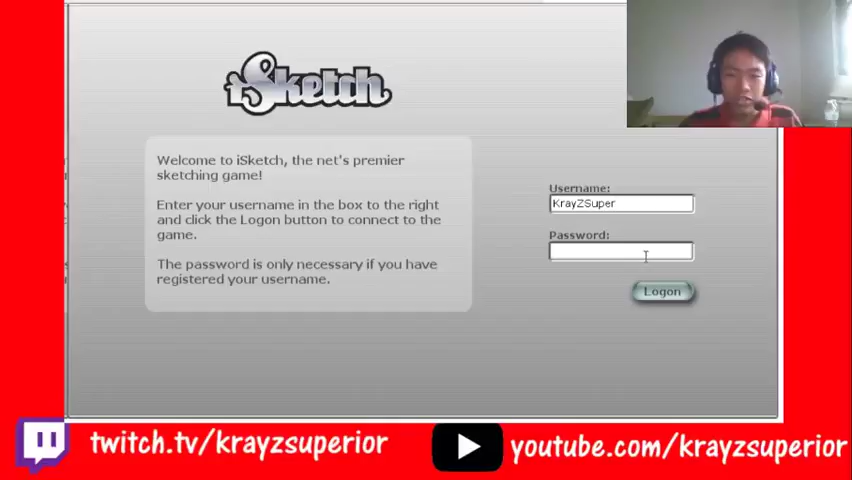 iSketch
Welcome to iSketch, the net's premier
sketching game!
Enter your username in the box to the right
and click the Logon button to connect to the
game.
The password is only necessary if you have
registered your username.
Username:
KrayZSuper
Password:
Logon
twitch.tv/krayzsuperior
youtube.com/krayzsuperior